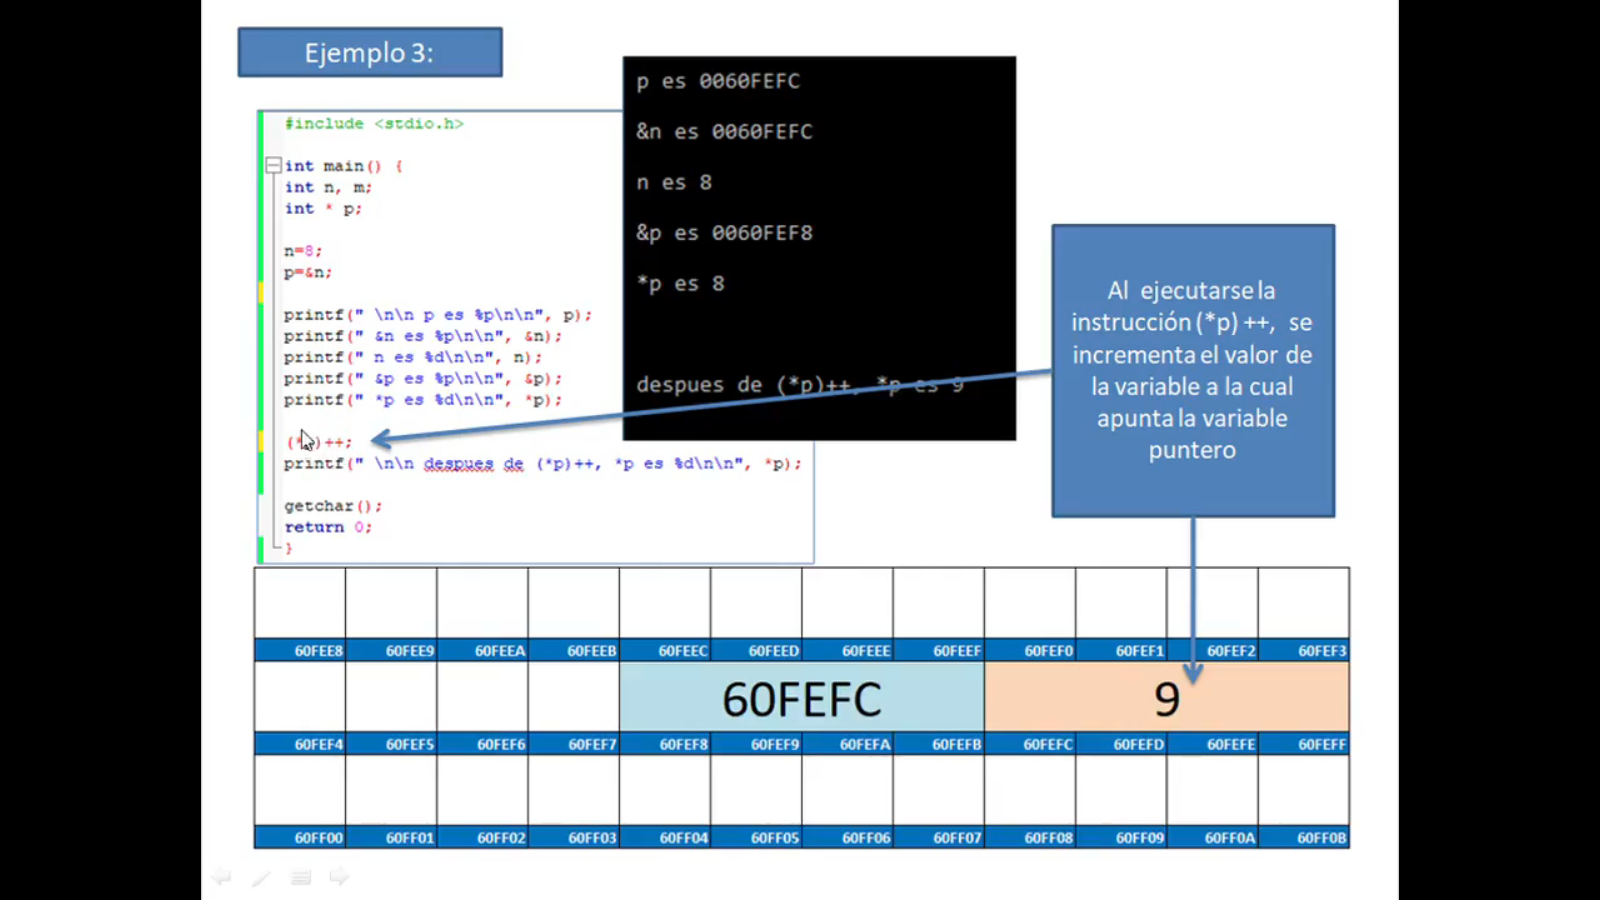 Ejemplo 3:
#include <stdio.h>
int main() {
int n, m;
int * p;
n=8;
p=&n;
printf(" \n\n p es %p\n\n", p);
printf(" &n es %p\n\n", &n);
printf(" n es %d\n\n", n);
printf(" &p es %p\n\n", &p);
printf(" *p es %d\n\n", *p);
(*p)++;
printf(" \n\n despues de (*p)++, *p es %d\n\n", *p);
getchar();
return 0;
}
p es 0060FEFC
&n es 0060FEFC
n es 8
&p es 0060FEF8
*p es 8
despues de (*p)++, *p es 9
Al ejecutarse la
instrucción (*p) ++, se
incrementa el valor de
la variable a la cual
apunta la variable
puntero
60FEE8 60FEE9 60FEEA 60FEEB 60FEEC 60FEED 60FEEE 60FEEF 60FEF0 60FEF1 60FEF2 60FEF3
60FEFC 9
60FEF4 60FEF5 60FEF6 60FEF7 60FEF8 60FEF9 60FEFA 60FEFB 60FEFC 60FEFD 60FEFE 60FEFF
60FF00 60FF01 60FF02 60FF03 60FF04 60FF05 60FF06 60FF07 60FF08 60FF09 60FF0A 60FF0B